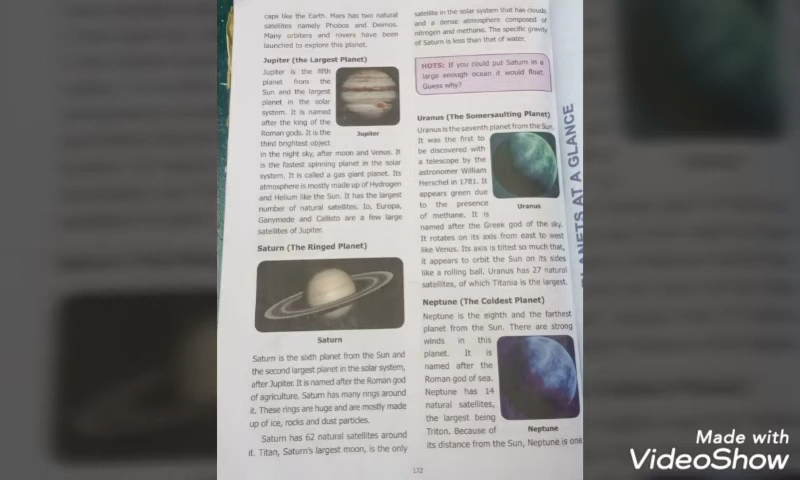 caps like the Earth. Mars has two natural
satellites namely Phobos and Deimos.
Many orbiters and rovers have been
launched to explore this planet.
Jupiter (the Largest Planet)
Jupiter is the fifth
planet from the
Sun and the largest
planet in the solar
system. It is named
after the king of the
Roman gods. It is the
third brightest object
Jupiter
in the night sky, after moon and Venus. It
is the fastest spinning planet in the solar
system. It is called a gas giant planet. Its
atmosphere is mostly made up of Hydrogen
and Helium like the Sun. It has the largest
number of natural satellites. Io, Europa,
Ganymede and Callisto are a few large
satellites of Jupiter.
Saturn (The Ringed Planet)
Saturn
Saturn is the sixth planet from the Sun and
the second largest planet in the solar system,
after Jupiter. It is named after the Roman god
of agriculture. Saturn has many rings around
it. These rings are huge and are mostly made
up of ice, rocks and dust particles.
Saturn has 62 natural satellites around
it. Titan, Saturn's largest moon, is the only
satellite in the solar system that has clouds
and a dense atmosphere composed of
nitrogen and methane. The specific gravity
of Saturn is less than that of water.
HOTS: If you could put Saturn in a
large enough ocean it would float.
Guess why?
Uranus (The Somersaulting Planet)
Uranus is the seventh planet from the Sun.
It was the first to
be discovered with
a telescope by the
astronomer William
Herschel in 1781. It
appears green due
to the presence
of methane. It is
Uranus
named after the Greek god of the sky.
It rotates on its axis from east to west
like Venus. Its axis is tilted so much that,
it appears to orbit the Sun on its sides
like a rolling ball. Uranus has 27 natural
satellites, of which Titania is the largest.
Neptune (The Coldest Planet)
Neptune is the eighth and the farthest
planet from the Sun. There are strong
winds in this
planet. It is
named after the
Roman god of sea.
Neptune has 14
natural satellites,
the largest being
Triton. Because of
Neptune
its distance from the Sun, Neptune is one
172
PLANETS AT A GLANCE
Made with
VideoShow